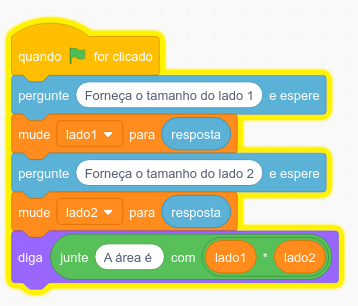 quando for clicado
pergunte Forneça o tamanho do lado 1 e espere
mude lado1 para resposta
pergunte Forneça o tamanho do lado 2 e espere
mude lado2 para resposta
diga junte A área é com lado1 * lado2